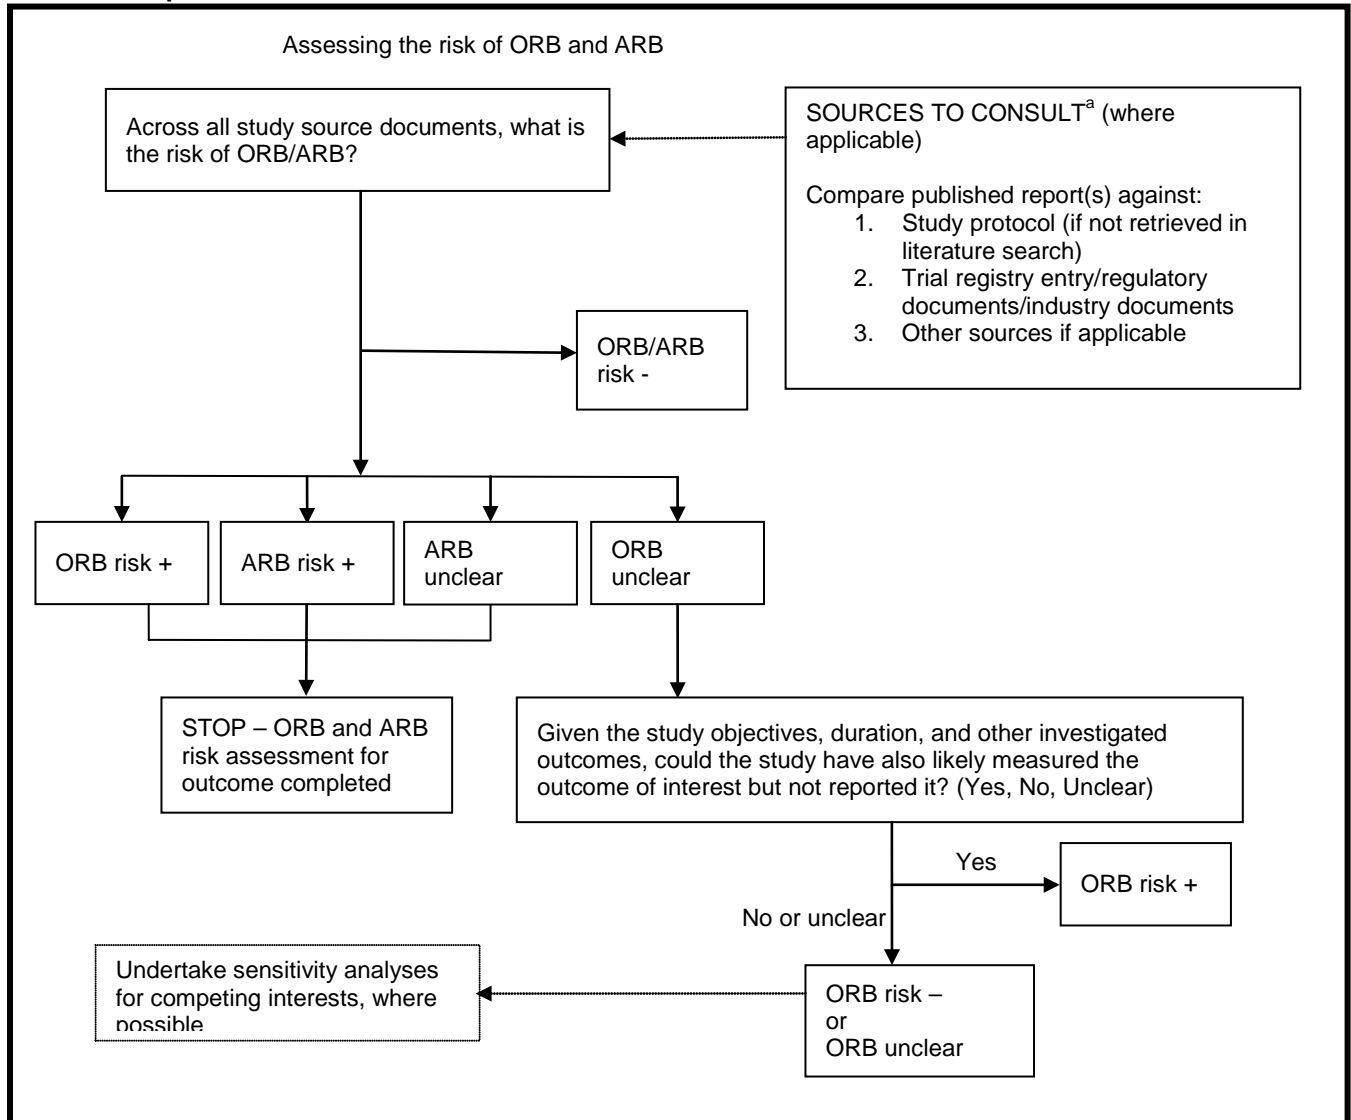 Assessing the risk of ORB and ARB
Across all study source documents, what is
the risk of ORB/ARB?
SOURCES TO CONSULTa (where
applicable)
Compare published report(s) against:
1. Study protocol (if not retrieved in
literature search)
2. Trial registry entry/regulatory
documents/industry documents
3. Other sources if applicable
ORB/ARB
risk -
ORB risk +
ARB risk +
ARB
unclear
ORB
unclear
STOP – ORB and ARB
risk assessment for
outcome completed
Given the study objectives, duration, and other investigated
outcomes, could the study have also likely measured the
outcome of interest but not reported it? (Yes, No, Unclear)
Yes
ORB risk +
No or unclear
Undertake sensitivity analyses
for competing interests, where
possible
ORB risk –
or
ORB unclear